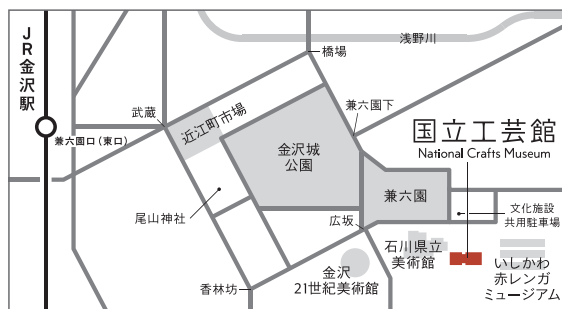 JR金沢駅
兼六園口(東口)
武蔵
近江町市場
橋場
浅野川
兼六園下
金沢城
公園
国立工芸館
National Crafts Museum
兼六園
文化施設
共用駐車場
尾山神社
広坂
石川県立
美術館
いしかわ
赤レンガ
ミュージアム
金沢
21世紀美術館
香林坊